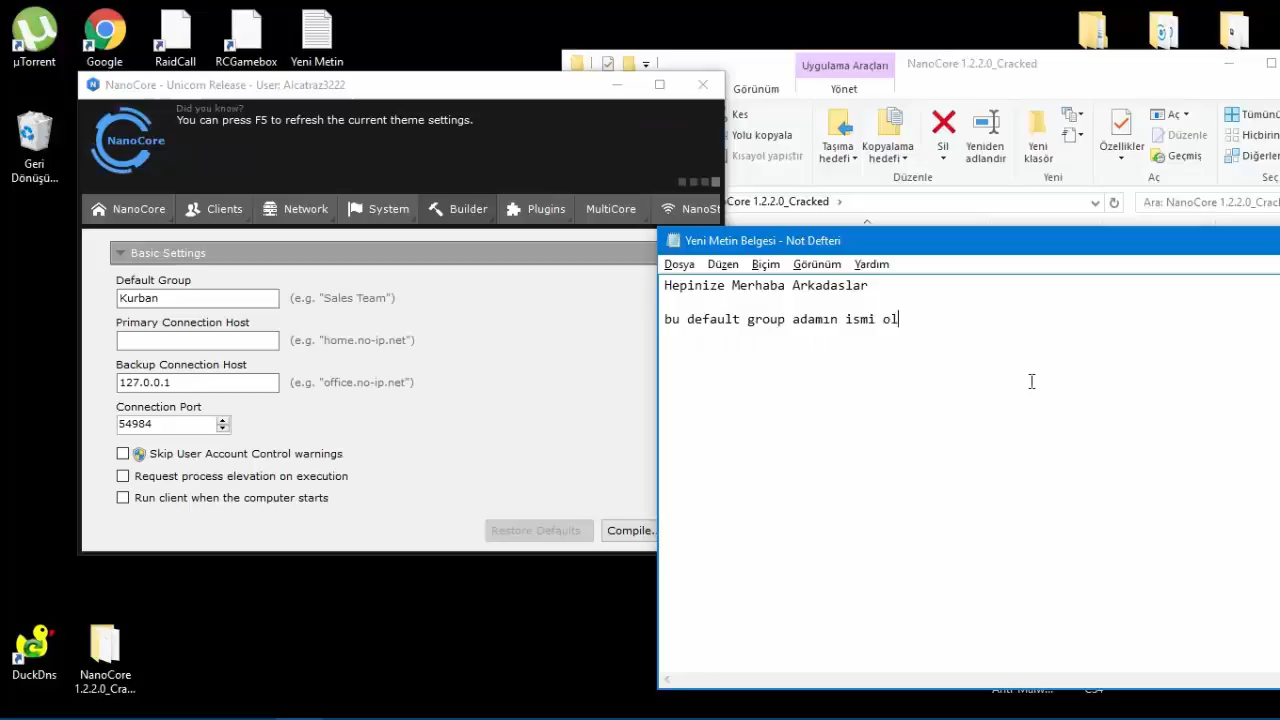 µTorrent
Google
RaidCall
RCGamebox
Yeni Metin
Geri
Dönüşü...
DuckDns
NanoCore
1.2.2.0_Cra...
Uygulama Araçları
NanoCore 1.2.2.0_Cracked
Görünüm
Yönet
Kes
Yolu kopyala
Kısayol yapıştır
Taşıma
hedefi
Kopyalama
hedefi
Sil
Yeniden
adlandır
Düzenle
Yeni
klasör
Yeni
Özellikler
Aç
Düzenle
Geçmiş
Aç
Tümünü
Diğerler
Seç
Core 1.2.2.0_Cracked
Ara: NanoCore 1.2.2.0_Crack
NanoCore - Unicorn Release - User: Alcatraz3222
Did you know?
You can press F5 to refresh the current theme settings.
NanoCore
NanoCore
Clients
Network
System
Builder
Plugins
MultiCore
NanoSt
Basic Settings
Default Group
Kurban
(e.g. "Sales Team")
Primary Connection Host
(e.g. "home.no-ip.net")
Backup Connection Host
127.0.0.1
(e.g. "office.no-ip.net")
Connection Port
54984
Skip User Account Control warnings
Request process elevation on execution
Run client when the computer starts
Restore Defaults
Compile..
Yeni Metin Belgesi - Not Defteri
Dosya Düzen Biçim Görünüm Yardım
Hepinize Merhaba Arkadaslar
bu default group adamın ismi ol